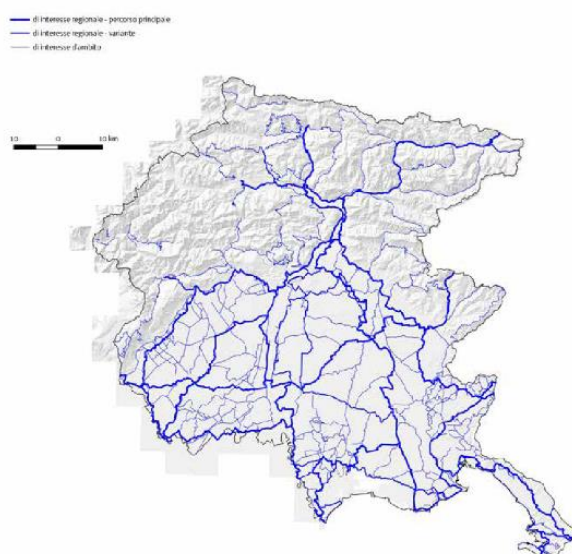 di interesse regionale - percorso principale
di interesse regionale - variante
di interesse d'ambito
10 0 10 km